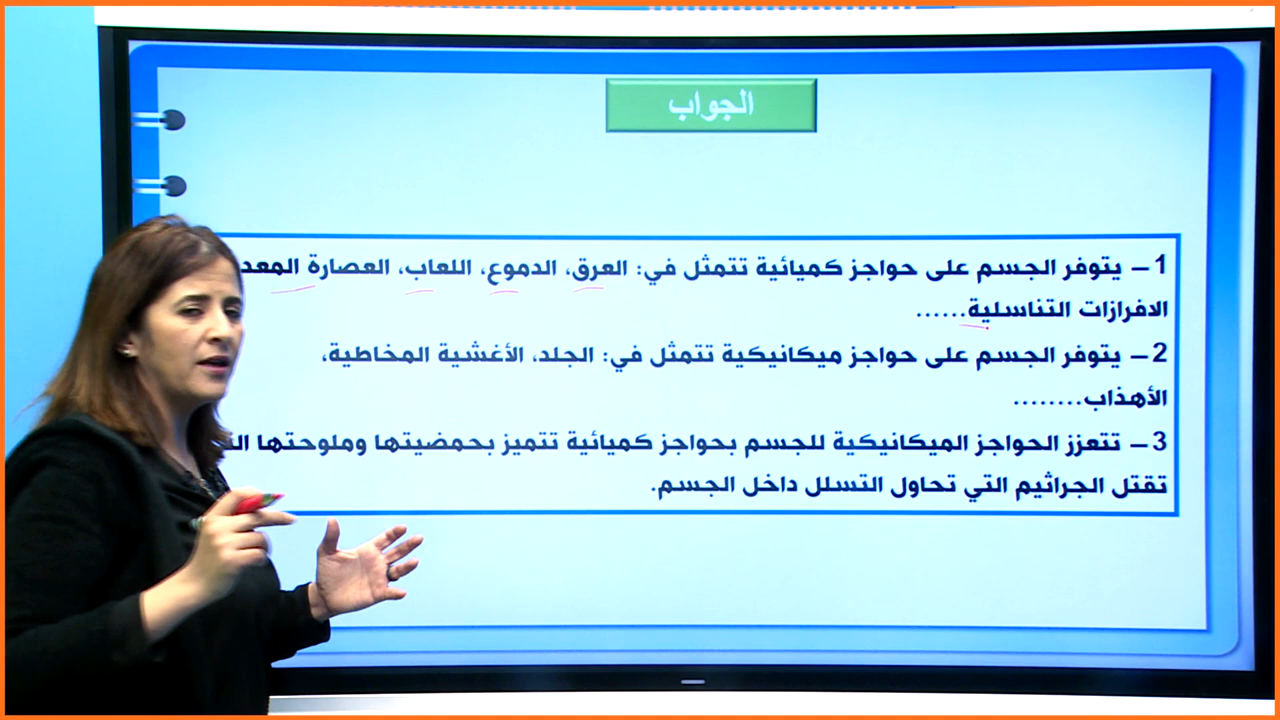 الجواب
1 – يتوفر الجسم على حواجز كميائية تتمثل في: العرق، الدموع، اللعاب، العصارة
الافرازات التناسلية......
2 – يتوفر الجسم على حواجز ميكانيكية تتمثل في: الجلد، الأغشية المخاطية،
الأهذاب........
3 – تتعزز الحواجز الميكانيكية للجسم بحواجز كميائية تتميز بحمضيتها وملوحتها
تقتل الجراثيم التي تحاول التسلل داخل الجسم.